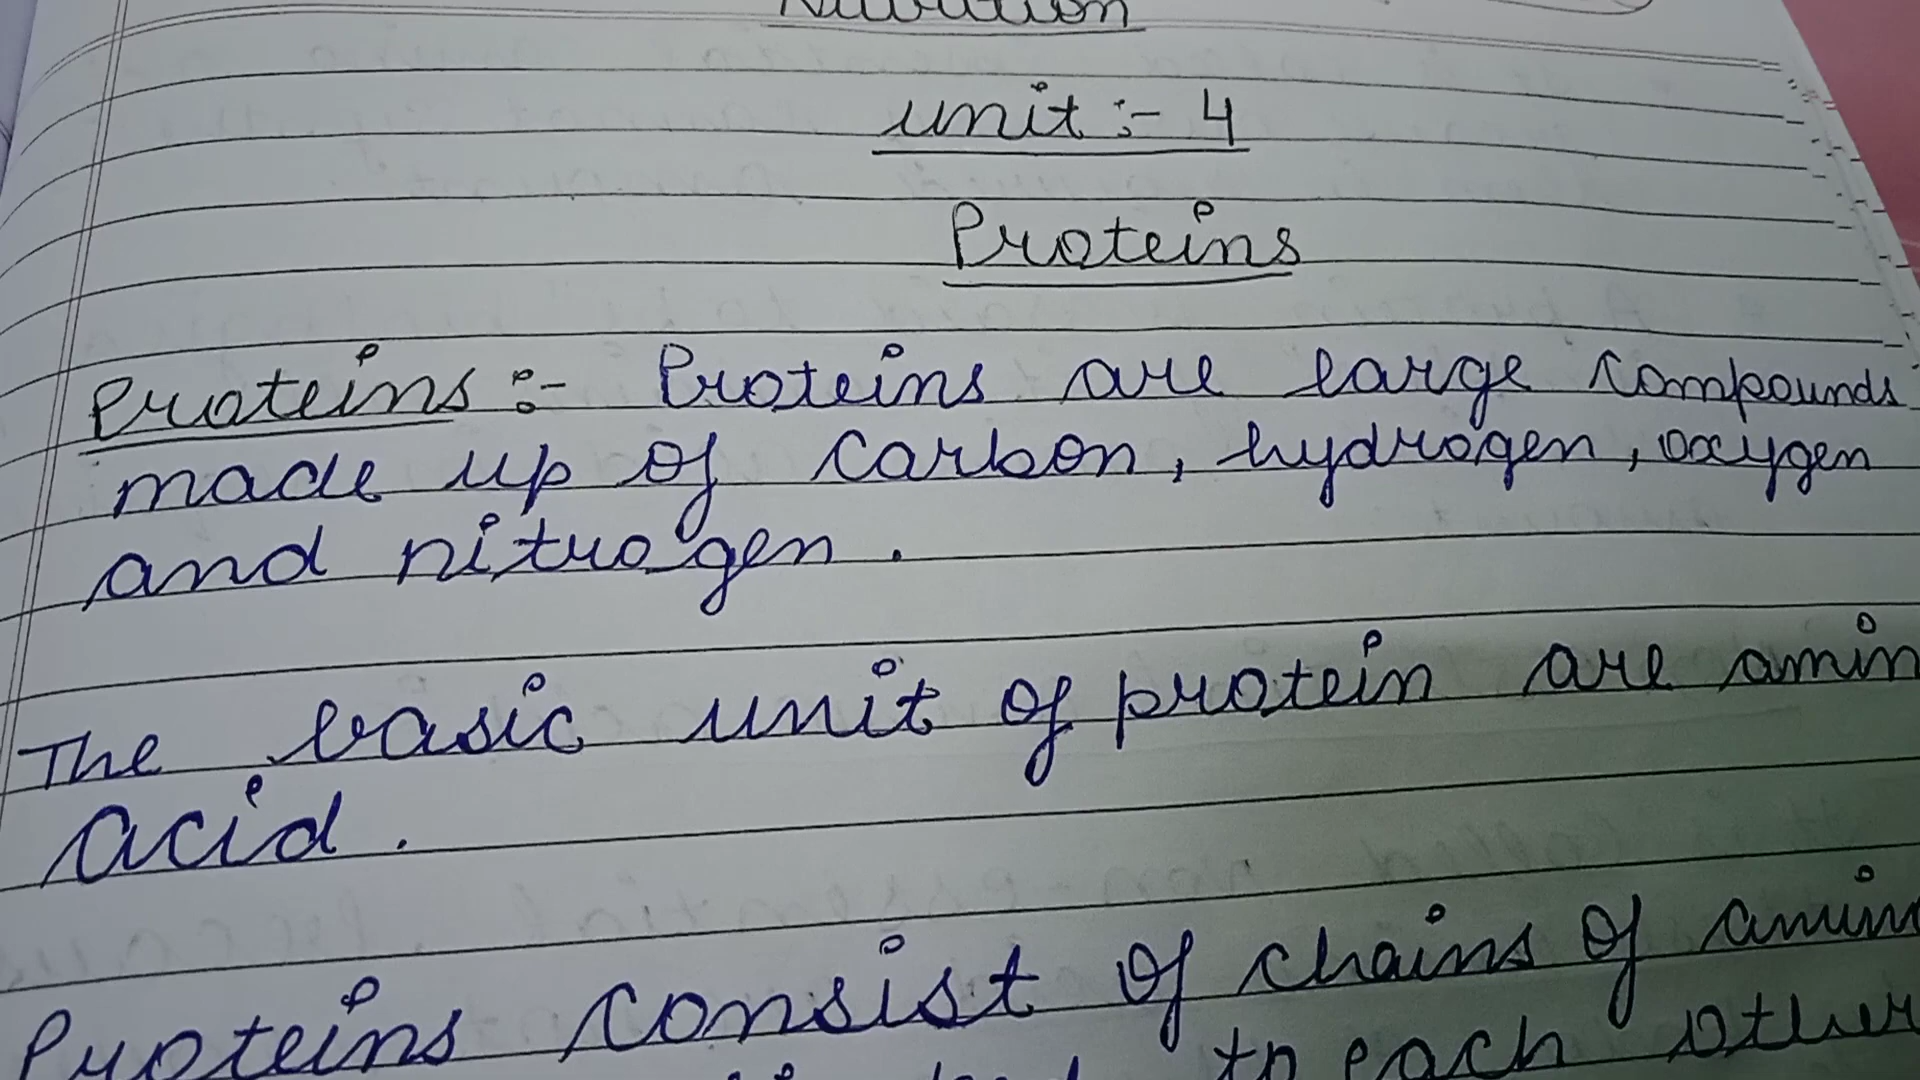 Nutrition
unit :- 4
Proteins
Proteins :- Proteins are large compounds
made up of carbon, hydrogen, oxygen
and nitrogen.
The basic unit of protein are amin
acid.
Proteins consist of chains of amin
to each other